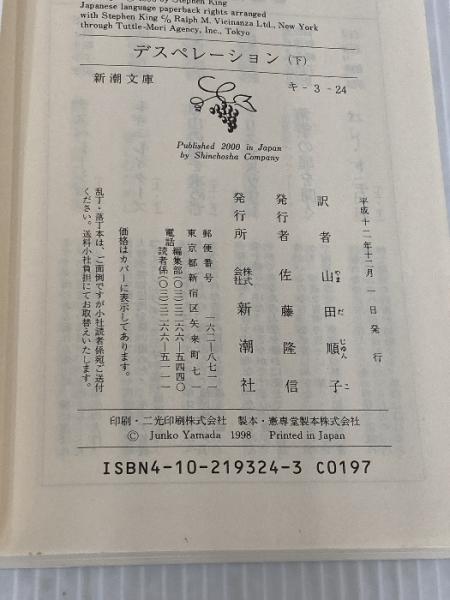 by Stephen King
Japanese language paperback rights arranged
with Stephen King c/o Ralph M. Vicinanza Ltd., New York
through Tuttle-Mori Agency, Inc., Tokyo
デスペレーション(下)
新潮文庫
キ-3-24
Published 2000 in Japan
by Shinchosha Company
平成十二年十二月一日発行
訳者 山田順子
やまだじゅんこ
発行者 佐藤隆信
発行所 株式会社 新潮社
郵便番号 一六二-八七一一
東京都新宿区矢来町七一
電話 編集部(〇三)三二六六-五四四〇
読者係(〇三)三二六六-五一一一
価格はカバーに表示してあります。
乱丁・落丁本は、ご面倒ですが小社読者係宛ご送付
ください。送料小社負担にてお取替えいたします。
印刷・二光印刷株式会社 製本・憲専堂製本株式会社
© Junko Yamada 1998 Printed in Japan
ISBN4-10-219324-3 C0197